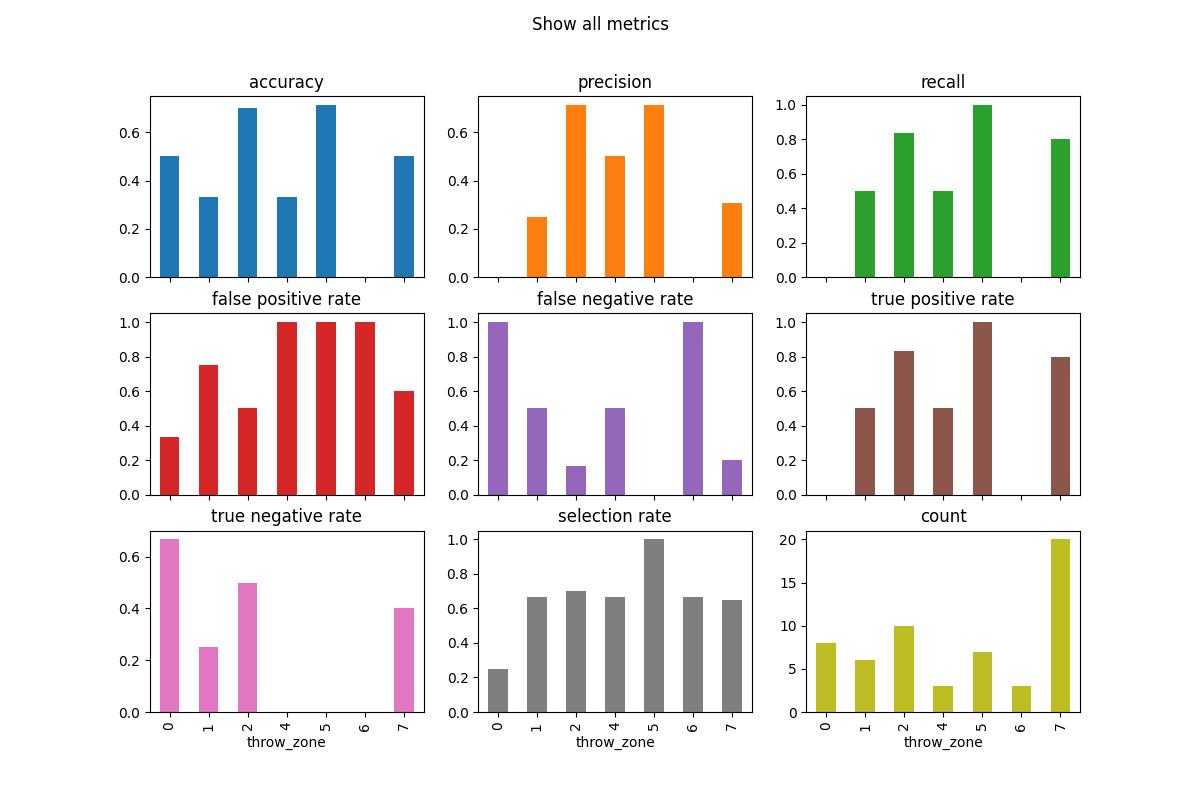 Show all metrics
accuracy
0.6
0.4
0.2
0.0
precision
0.6
0.4
0.2
0.0
recall
1.0
0.8
0.6
0.4
0.2
0.0
false positive rate
1.0
0.8
0.6
0.4
0.2
0.0
false negative rate
1.0
0.8
0.6
0.4
0.2
0.0
true positive rate
1.0
0.8
0.6
0.4
0.2
0.0
true negative rate
0.6
0.4
0.2
0.0
0 1 2 4 5 6 7
throw_zone
selection rate
1.0
0.8
0.6
0.4
0.2
0.0
0 1 2 4 5 6 7
throw_zone
count
20
15
10
5
0
0 1 2 4 5 6 7
throw_zone